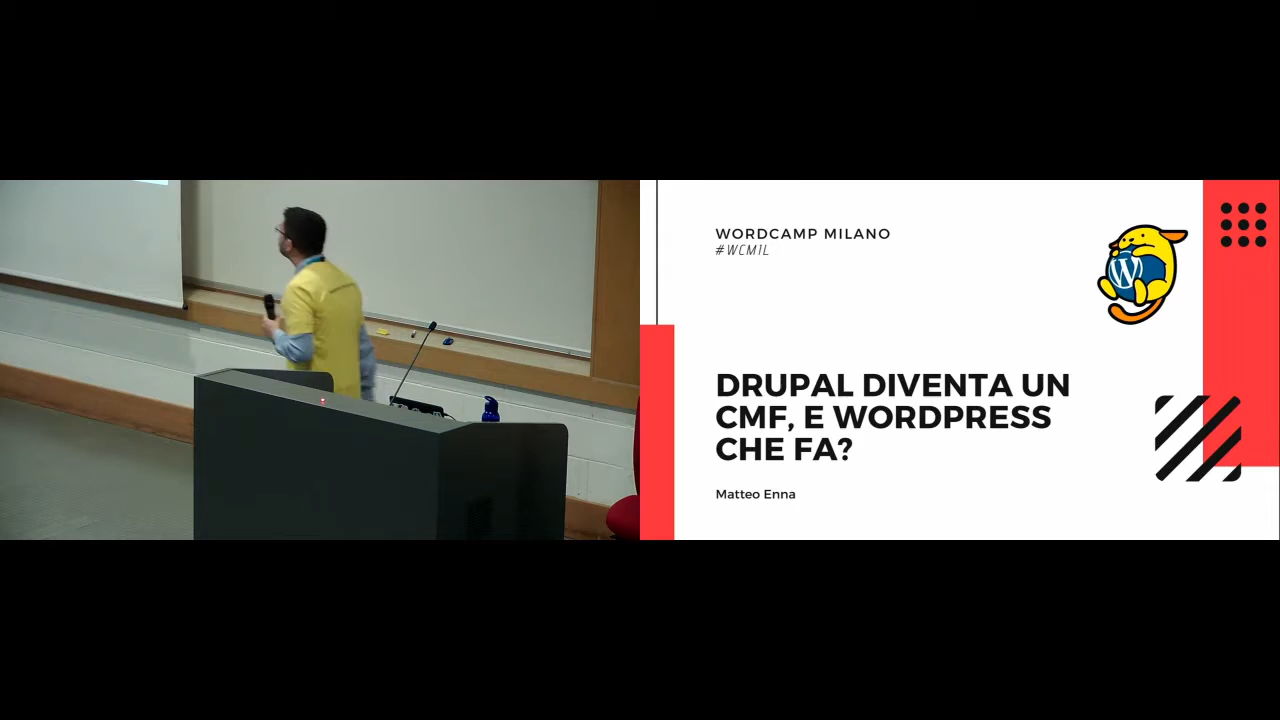 WORDCAMP MILANO
#WCMIL
DRUPAL DIVENTA UN
CMF, E WORDPRESS
CHE FA?
Matteo Enna